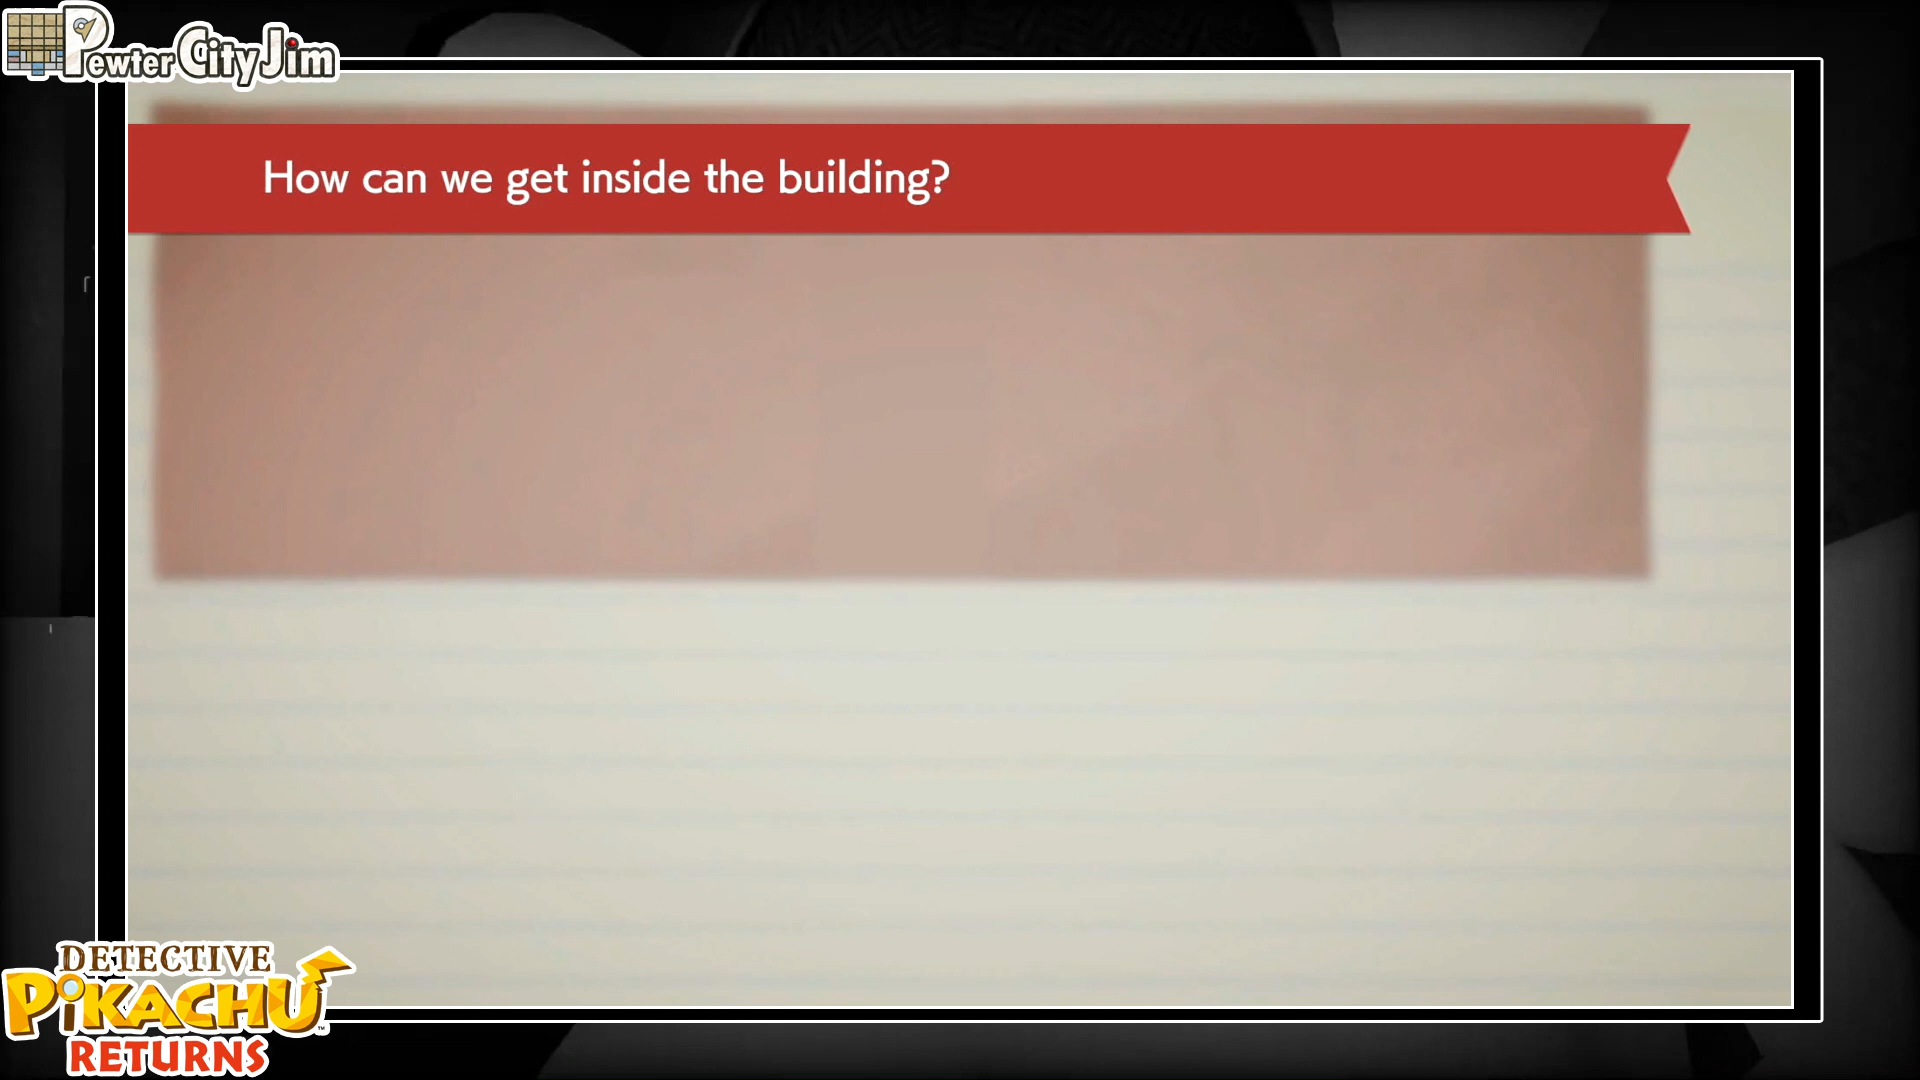 Pewter City Jim
How can we get inside the building?
DETECTIVE
PiKACHU
RETURNS